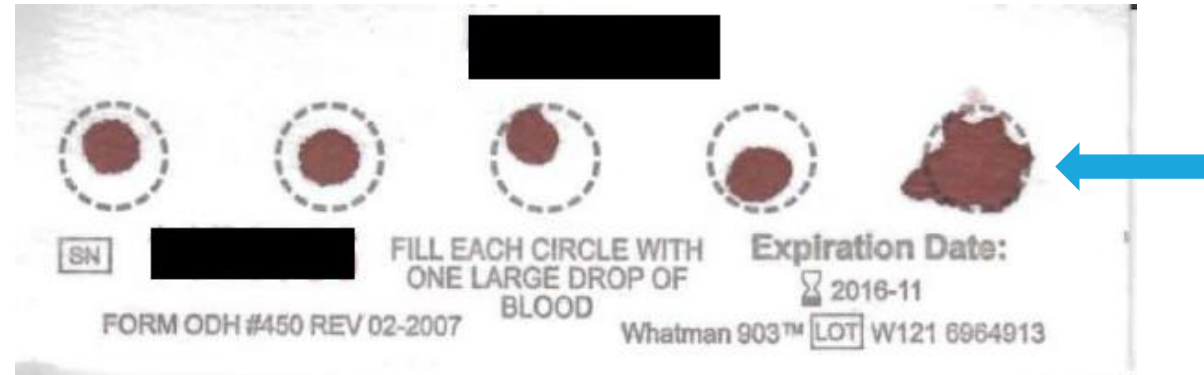 SN
FILL EACH CIRCLE WITH
ONE LARGE DROP OF
BLOOD
FORM ODH #450 REV 02-2007
Expiration Date:
2016-11
Whatman 903™ LOT W121 6964913